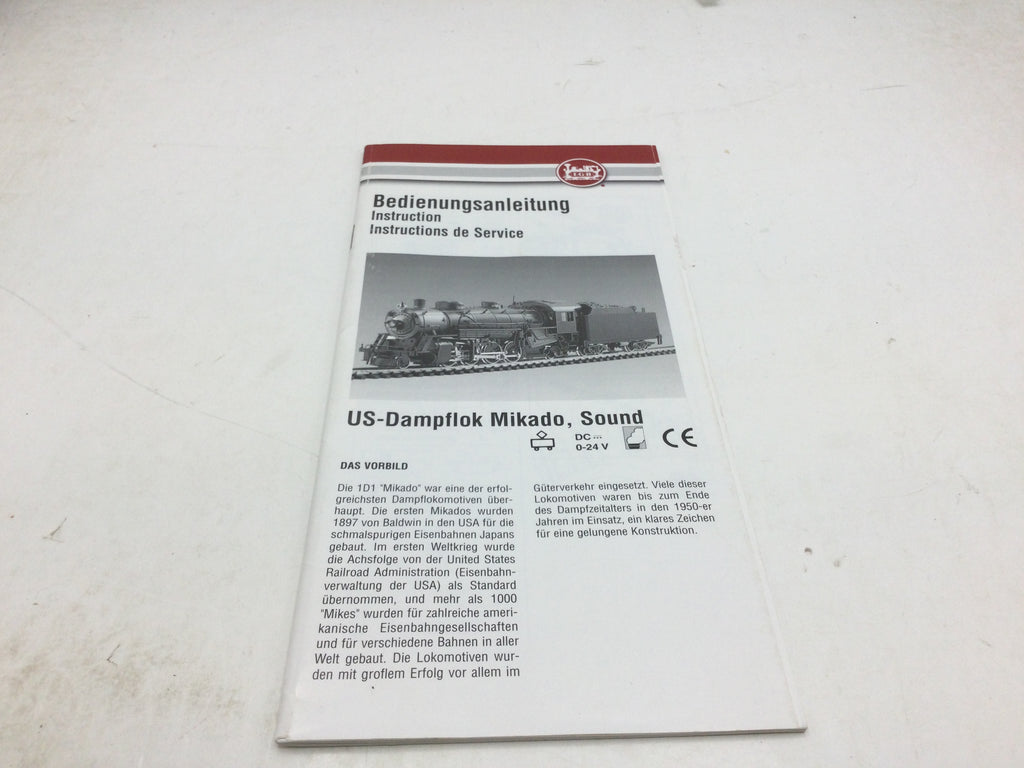 LGB
Bedienungsanleitung
Instruction
Instructions de Service
US-Dampflok Mikado, Sound
DC
0-24 V
CE
DAS VORBILD
Die 1D1 "Mikado" war eine der erfol-
greichsten Dampflokomotiven über-
haupt. Die ersten Mikados wurden
1897 von Baldwin in den USA für die
schmalspurigen Eisenbahnen Japans
gebaut. Im ersten Weltkrieg wurde
die Achsfolge von der United States
Railroad Administration (Eisenbahn-
verwaltung der USA) als Standard
übernommen, und mehr als 1000
"Mikes" wurden für zahlreiche ameri-
kanische Eisenbahngesellschaften
und für verschiedene Bahnen in aller
Welt gebaut. Die Lokomotiven wur-
den mit groflem Erfolg vor allem im
Güterverkehr eingesetzt. Viele dieser
Lokomotiven waren bis zum Ende
des Dampfzeitalters in den 1950-er
Jahren im Einsatz, ein klares Zeichen
für eine gelungene Konstruktion.